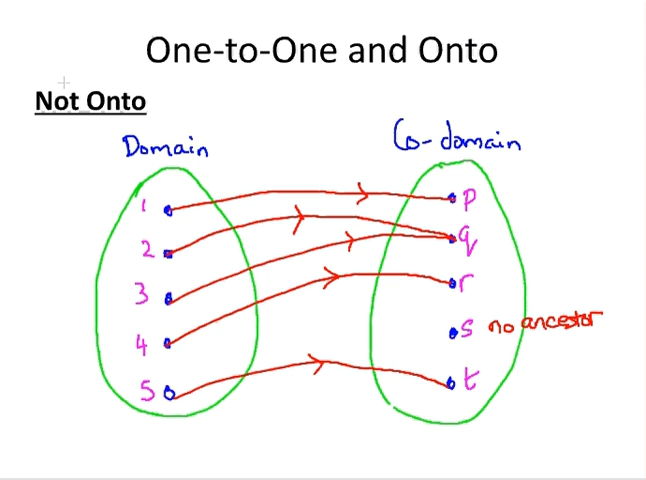 One-to-One and Onto
Not Onto
Domain
Co-domain
1
p
2
q
3
r
4
s no ancestor
5
t